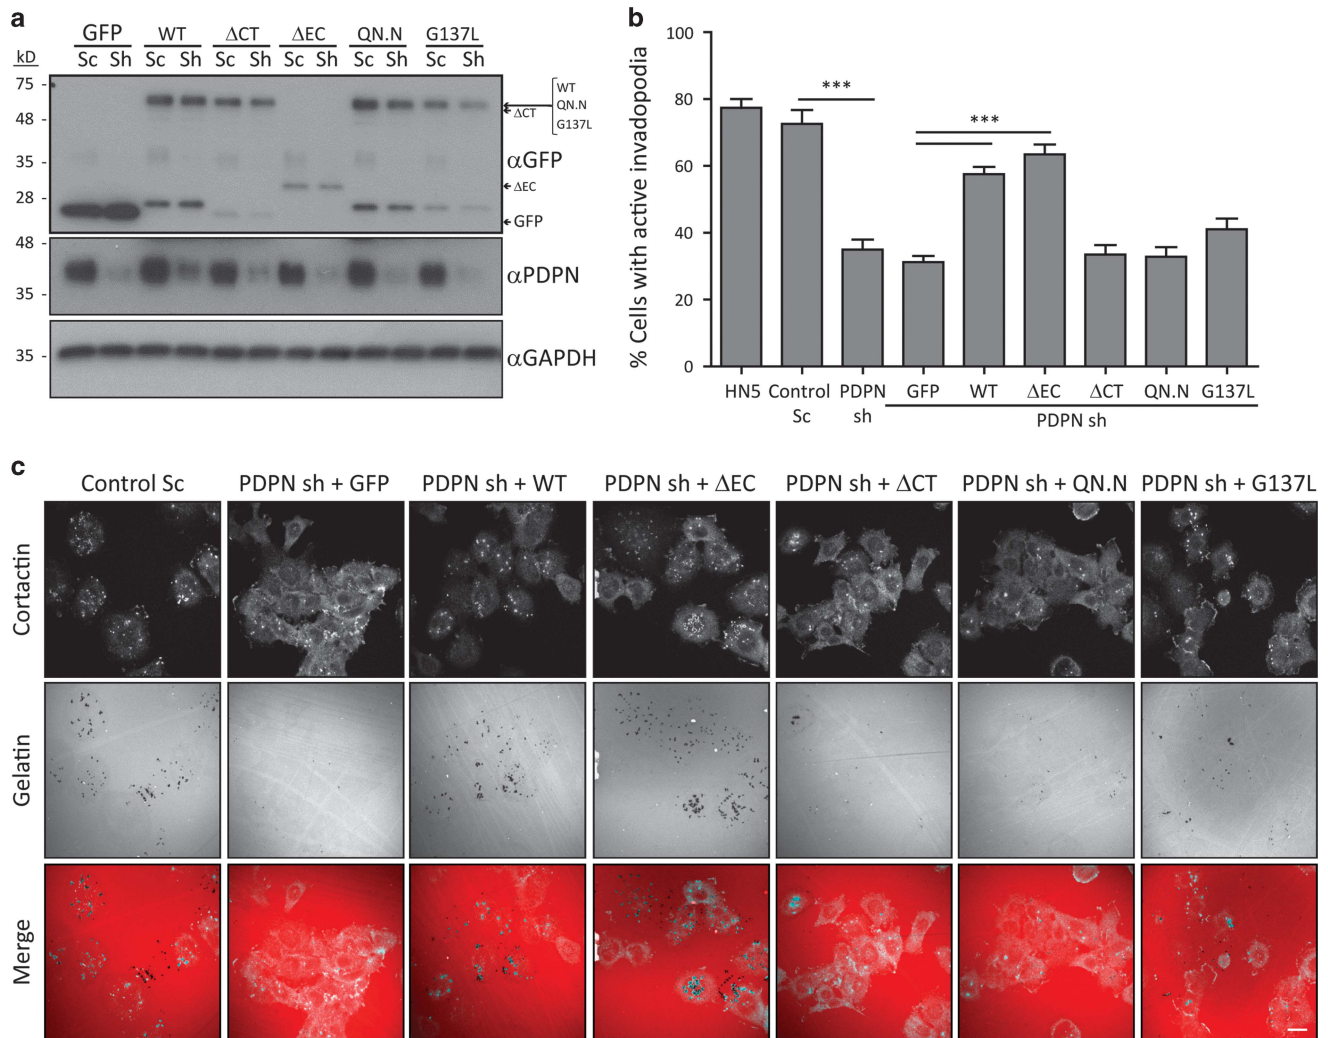 a
GFP WT ΔCT ΔEC QN.N G137L
kD Sc Sh Sc Sh Sc Sh Sc Sh Sc Sh Sc Sh
75 -
48 -
35 -
28 -
WT
QN.N
G137L
ΔCT
αGFP
ΔEC
GFP
48 -
35 -
αPDPN
35 -
αGAPDH
b
% Cells with active invadopodia
100
80
60
40
20
0
***
***
HN5 Control Sc PDPN sh GFP WT ΔEC ΔCT QN.N G137L
PDPN sh
c
Control Sc PDPN sh + GFP PDPN sh + WT PDPN sh + ΔEC PDPN sh + ΔCT PDPN sh + QN.N PDPN sh + G137L
Cortactin
Gelatin
Merge